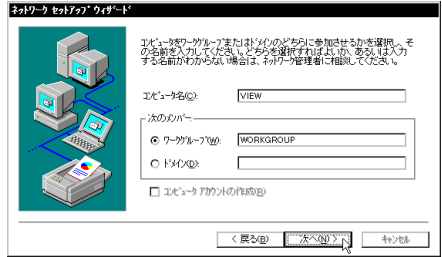 ネットワーク セットアップ ウィザード
コンピュータをワークグループまたはドメインのどちらに参加させるかを選択し、そ
の名前を入力してください。どちらを選択すればよいか、あるいは入力
する名前がわからない場合は、ネットワーク管理者に相談してください。
コンピュータ名(C):
VIEW
次のメンバー
ワークグループ(W):
WORKGROUP
ドメイン(D):
コンピュータ アカウントの作成(R)
< 戻る(B)
次へ(N) >
キャンセル